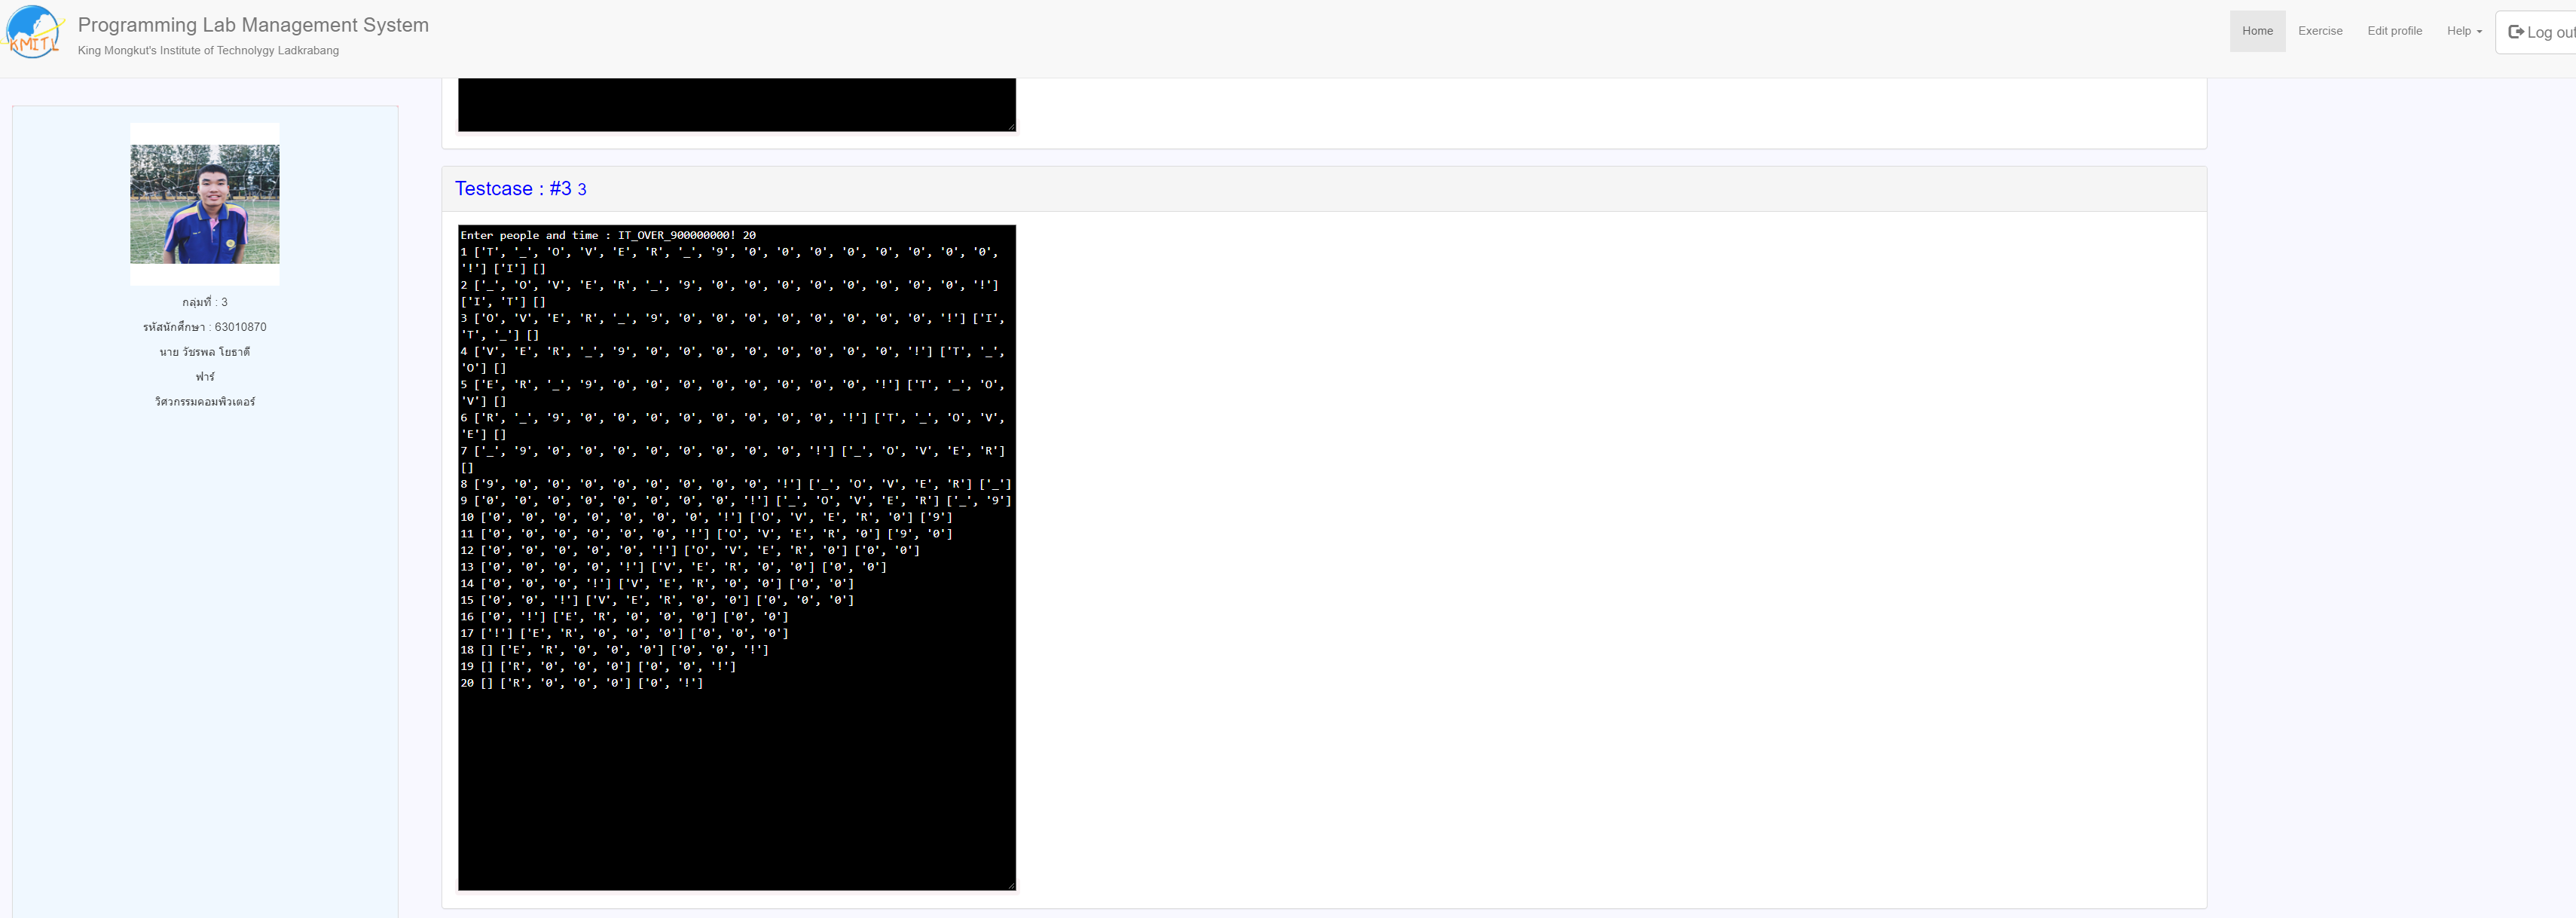 KMITL
Programming Lab Management System
King Mongkut's Institute of Technolygy Ladkrabang
Home
Exercise
Edit profile
Help
Log out
กลุ่มที่ : 3
รหัสนักศึกษา : 63010870
นาย วัชรพล โยธาตี
ฟาร์
วิศวกรรมคอมพิวเตอร์
Testcase : #3 3
Enter people and time : IT_OVER_900000000! 20
1 ['T', '_', 'O', 'V', 'E', 'R', '_', '9', '0', '0', '0', '0', '0', '0', '0', '0',
'!'] ['I'] []
2 ['_', 'O', 'V', 'E', 'R', '_', '9', '0', '0', '0', '0', '0', '0', '0', '0', '!']
['I', 'T'] []
3 ['O', 'V', 'E', 'R', '_', '9', '0', '0', '0', '0', '0', '0', '0', '0', '!'] ['I',
'T', '_'] []
4 ['V', 'E', 'R', '_', '9', '0', '0', '0', '0', '0', '0', '0', '0', '!'] ['T', '_',
'O'] []
5 ['E', 'R', '_', '9', '0', '0', '0', '0', '0', '0', '0', '0', '!'] ['T', '_', 'O',
'V'] []
6 ['R', '_', '9', '0', '0', '0', '0', '0', '0', '0', '0', '!'] ['T', '_', 'O', 'V',
'E'] []
7 ['_', '9', '0', '0', '0', '0', '0', '0', '0', '0', '!'] ['_', 'O', 'V', 'E', 'R']
[]
8 ['9', '0', '0', '0', '0', '0', '0', '0', '0', '!'] ['_', 'O', 'V', 'E', 'R'] ['_']
9 ['0', '0', '0', '0', '0', '0', '0', '0', '!'] ['_', 'O', 'V', 'E', 'R'] ['_', '9']
10 ['0', '0', '0', '0', '0', '0', '0', '!'] ['O', 'V', 'E', 'R', '0'] ['9']
11 ['0', '0', '0', '0', '0', '0', '!'] ['O', 'V', 'E', 'R', '0'] ['9', '0']
12 ['0', '0', '0', '0', '0', '!'] ['O', 'V', 'E', 'R', '0'] ['0', '0']
13 ['0', '0', '0', '0', '!'] ['V', 'E', 'R', '0', '0'] ['0', '0']
14 ['0', '0', '0', '!'] ['V', 'E', 'R', '0', '0'] ['0', '0']
15 ['0', '0', '!'] ['V', 'E', 'R', '0', '0'] ['0', '0', '0']
16 ['0', '!'] ['E', 'R', '0', '0', '0'] ['0', '0']
17 ['!'] ['E', 'R', '0', '0', '0'] ['0', '0', '0']
18 [] ['E', 'R', '0', '0', '0'] ['0', '0', '!']
19 [] ['R', '0', '0', '0'] ['0', '0', '!']
20 [] ['R', '0', '0', '0'] ['0', '!']